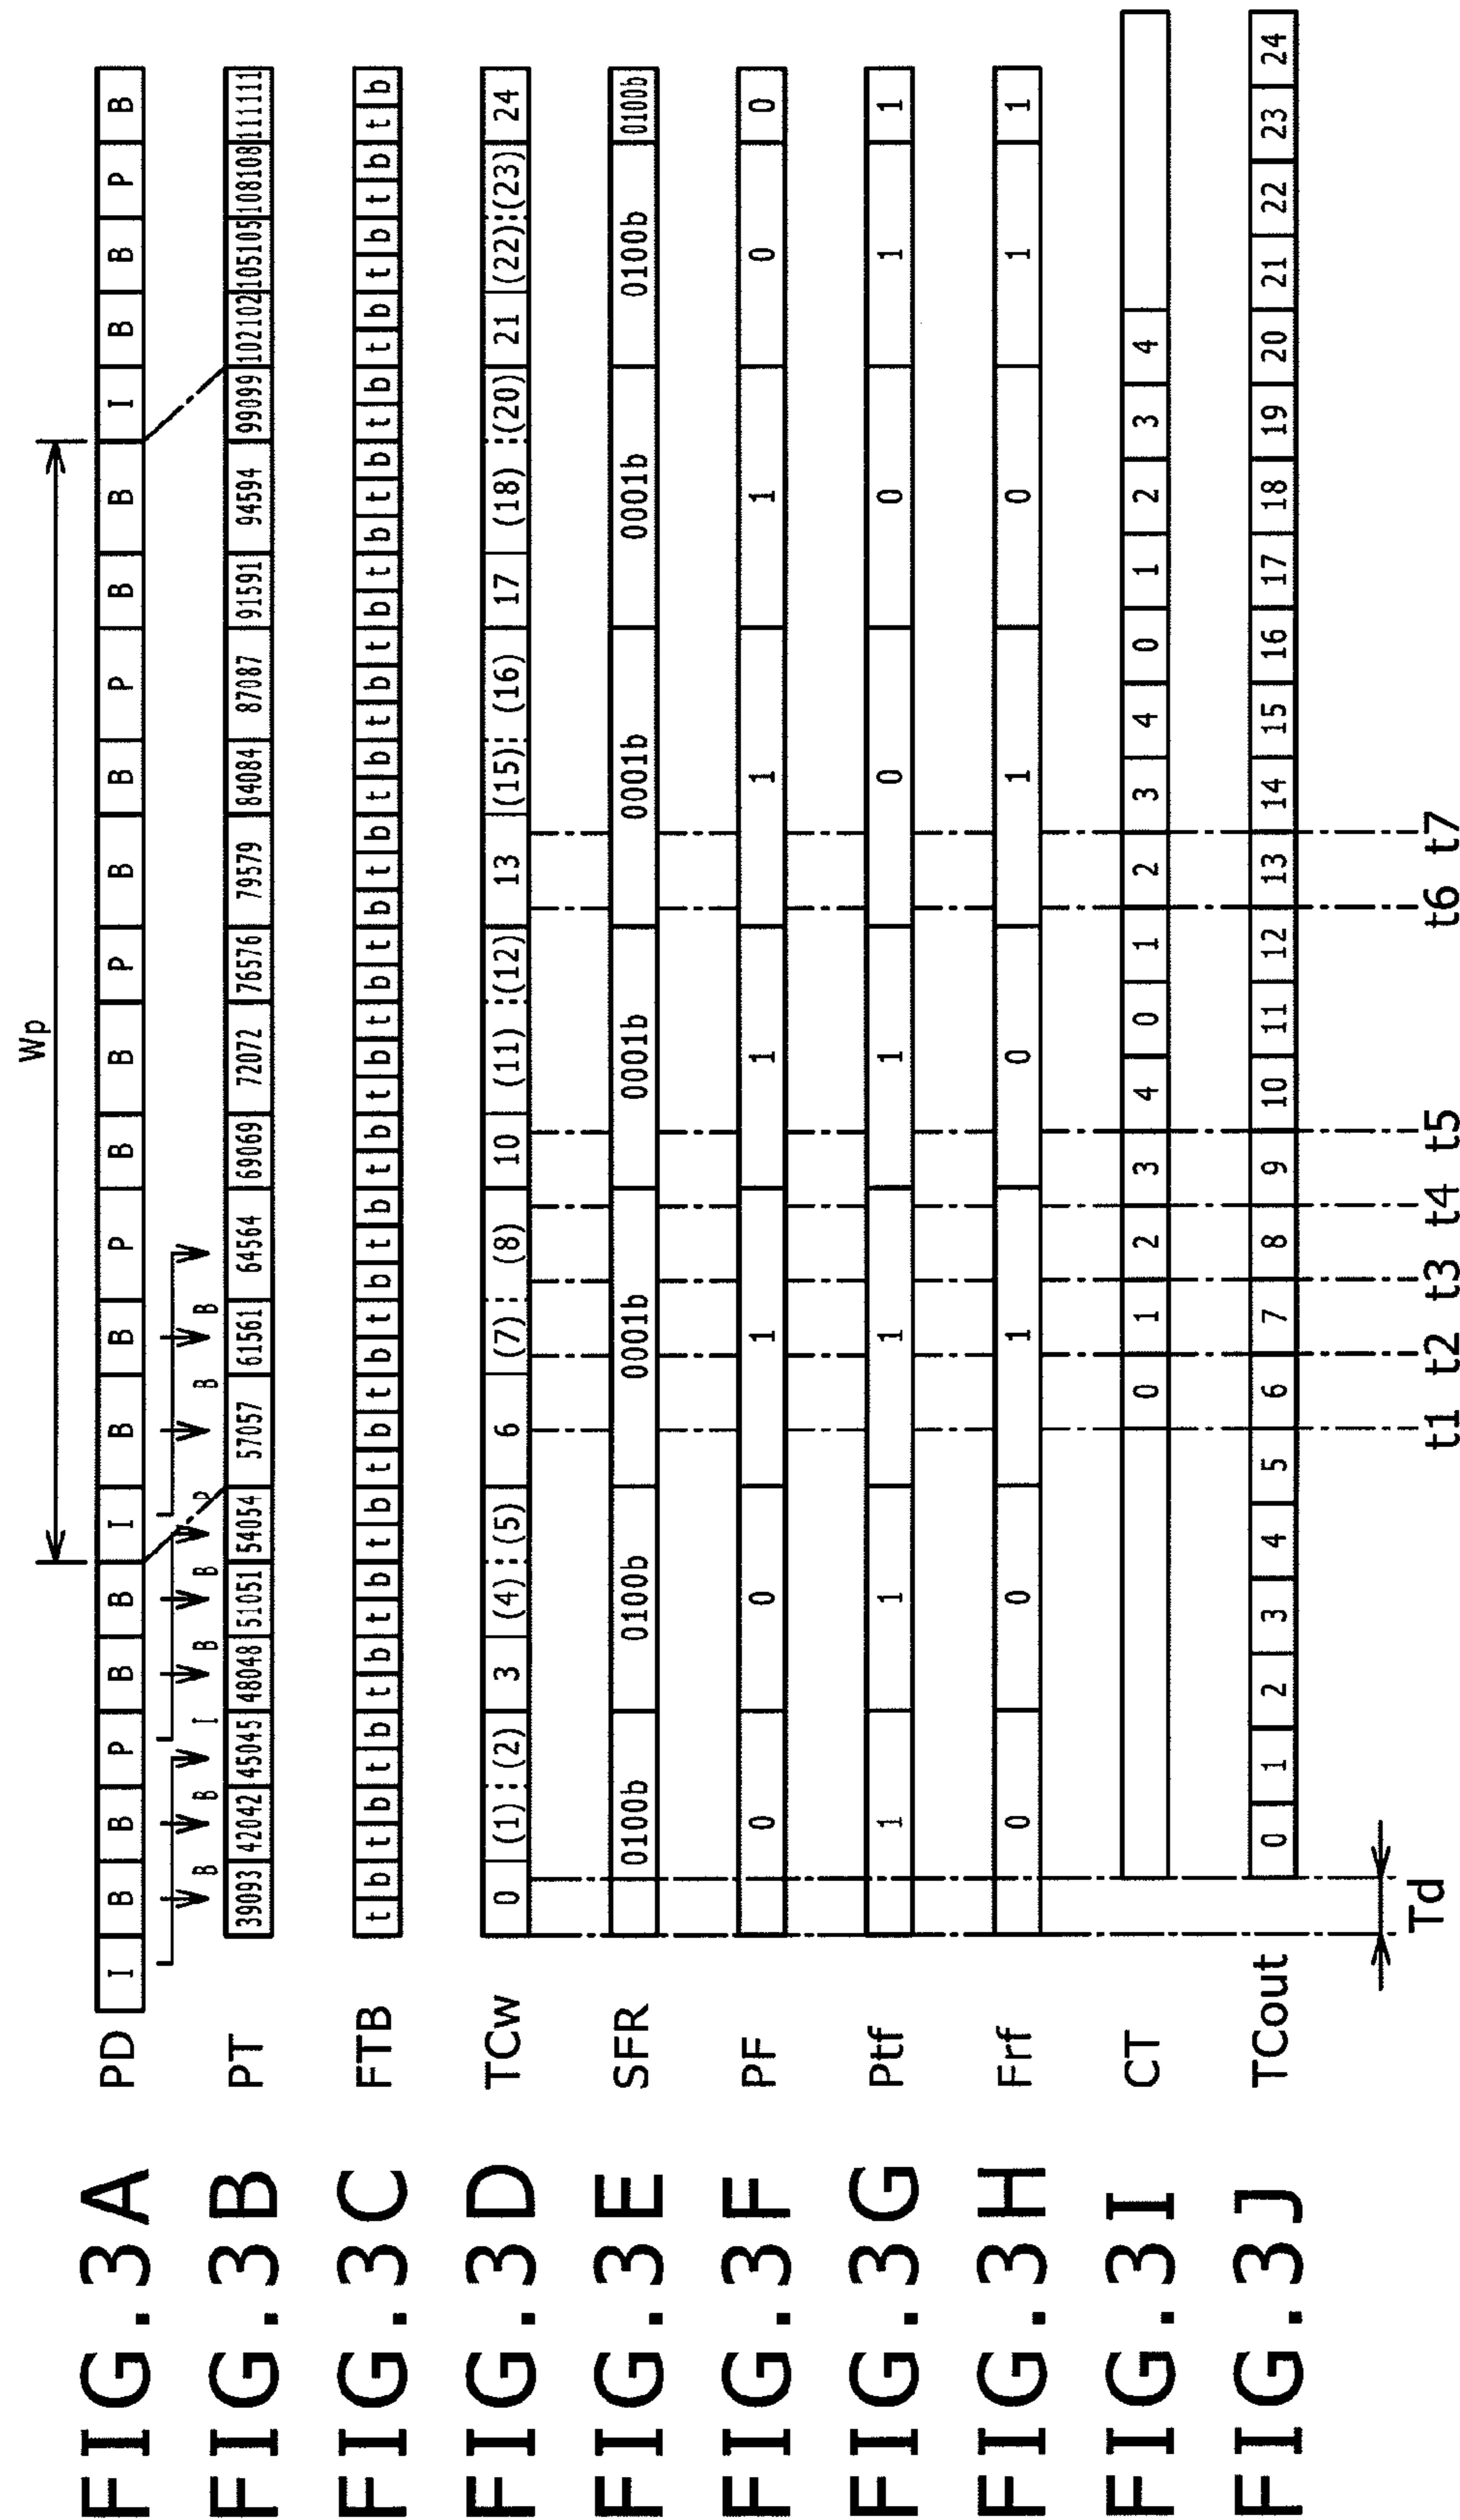 Wp
FIG.3A PD I B B P B B I B B P B B P B B P B B I B B P B
B B I B B P B B
FIG.3B PT 39093 42042 45045 48048 51051 54054 57057 61561 64564 69069 72072 76576 79579 84084 87087 91591 94594 99099 102102 105105 108108 111111
FIG.3C FTB t b t b t b t b t b t b t b t b t b t b t b t b t b t b t b t b t b t b t b t b t b t b t b t b t b
FIG.3D TCw 0 (1) (2) 3 (4) (5) 6 (7) (8) 10 (11) (12) 13 (15) (16) 17 (18) (20) 21 (22) (23) 24
FIG.3E SFR 0100b 0100b 0001b 0001b 0001b 0001b 0100b 0100b
FIG.3F PF 0 0 1 1 1 1 0 0
FIG.3G Ptf 1 1 1 1 0 0 1 1
FIG.3H Frf 0 0 1 0 1 0 1 1
FIG.3I CT 0 1 2 3 4 0 1 2 3 4 0 1 2 3 4
FIG.3J TCout 0 1 2 3 4 5 6 7 8 9 10 11 12 13 14 15 16 17 18 19 20 21 22 23 24
Td t1 t2 t3 t4 t5 t6 t7